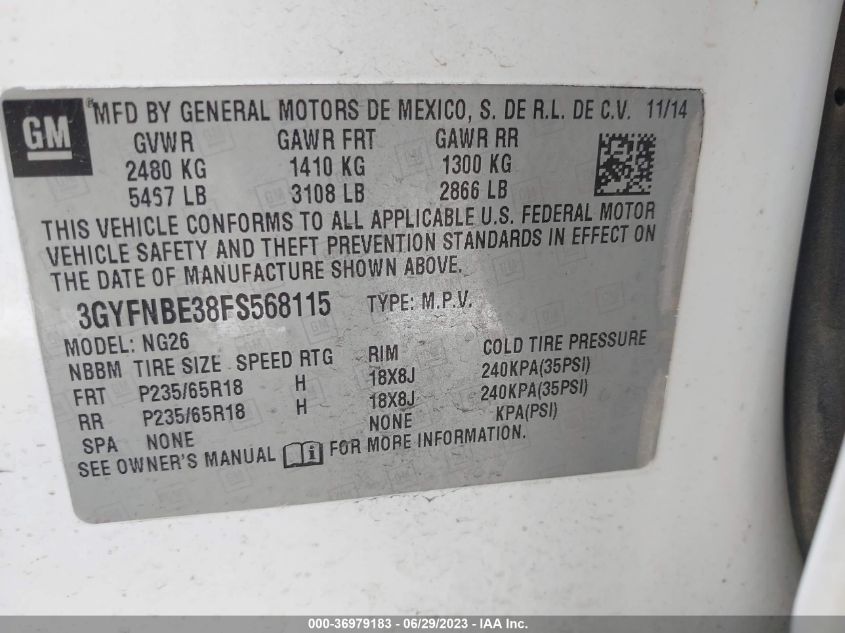 GM
® MFD BY GENERAL MOTORS DE MEXICO, S. DE R.L. DE C.V. 11/14
GVWR GAWR FRT GAWR RR
2480 KG 1410 KG 1300 KG
5467 LB 3108 LB 2866 LB
THIS VEHICLE CONFORMS TO ALL APPLICABLE U.S. FEDERAL MOTOR
VEHICLE SAFETY AND THEFT PREVENTION STANDARDS IN EFFECT ON
THE DATE OF MANUFACTURE SHOWN ABOVE.
3GYFNBE38FS568115 TYPE: M.P.V.
MODEL: NG26
NBBM TIRE SIZE SPEED RTG RIM COLD TIRE PRESSURE
FRT P235/65R18 H 18X8J 240KPA(35PSI)
RR P235/65R18 H 18X8J 240KPA(35PSI)
SPA NONE NONE KPA(PSI)
SEE OWNER'S MANUAL i FOR MORE INFORMATION.
000-36979183 - 06/29/2023 - IAA Inc.